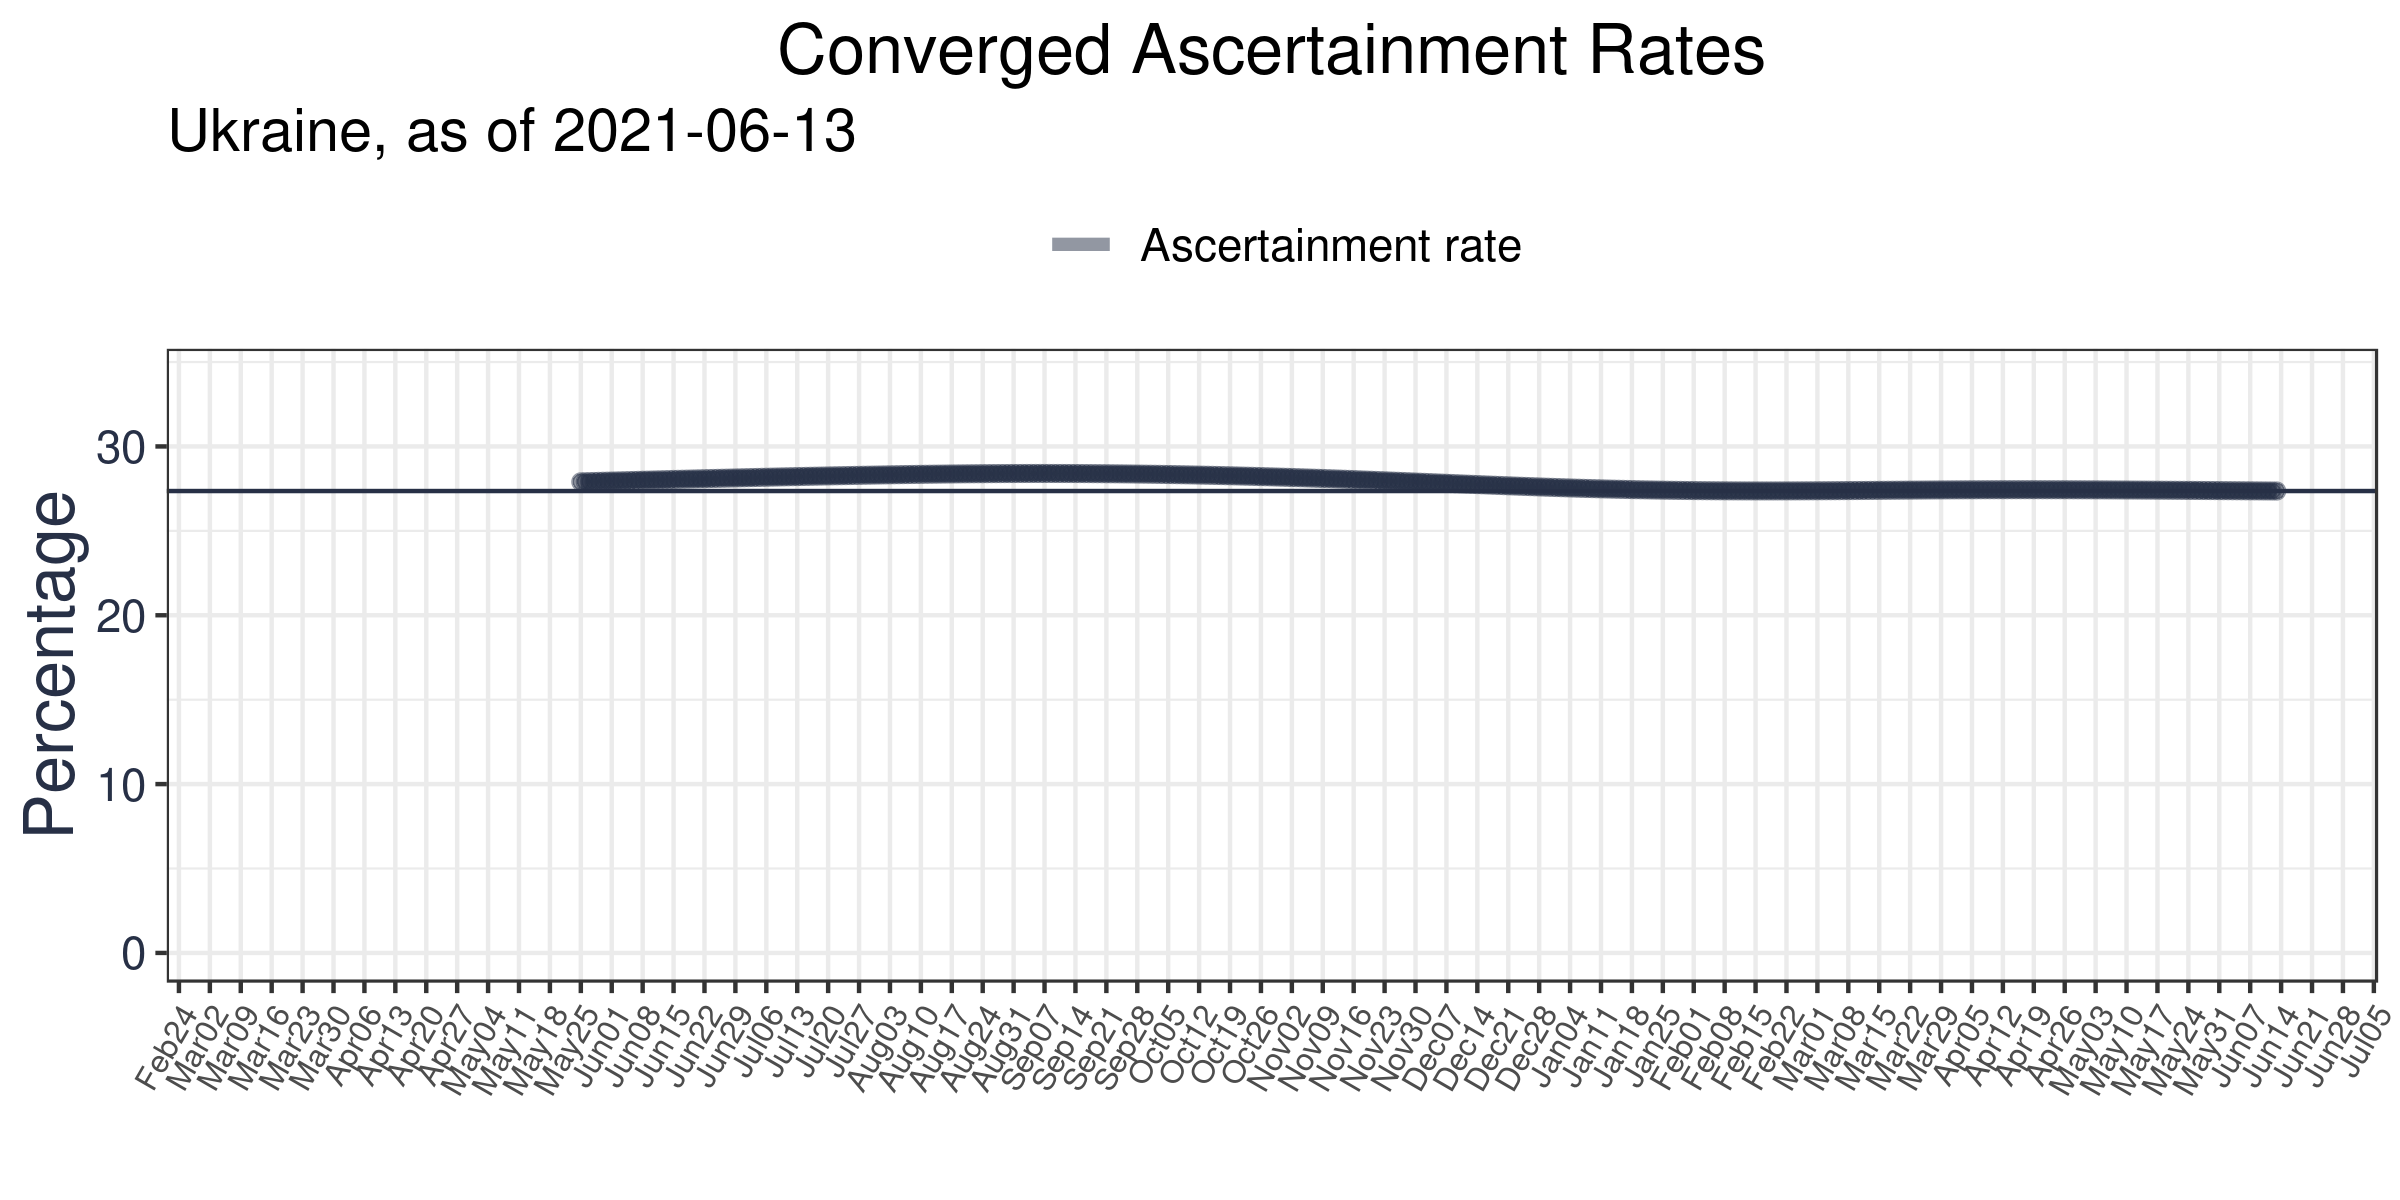 Converged Ascertainment Rates
Ukraine, as of 2021-06-13
Ascertainment rate
Percentage
30
20
10
0
Feb24 Mar02 Mar09 Mar16 Mar23 Mar30 Apr06 Apr13 Apr20 Apr27 May04 May11 May18 May25 Jun01 Jun08 Jun15 Jun22 Jun29 Jul06 Jul13 Jul20 Jul27 Aug03 Aug10 Aug17 Aug24 Aug31 Sep07 Sep14 Sep21 Sep28 Oct05 Oct12 Oct19 Oct26 Nov02 Nov09 Nov16 Nov23 Nov30 Dec07 Dec14 Dec21 Dec28 Jan04 Jan11 Jan18 Jan25 Feb01 Feb08 Feb15 Feb22 Mar01 Mar08 Mar15 Mar22 Mar29 Apr05 Apr12 Apr19 Apr26 May03 May10 May17 May24 May31 Jun07 Jun14 Jun21 Jun28 Jul05